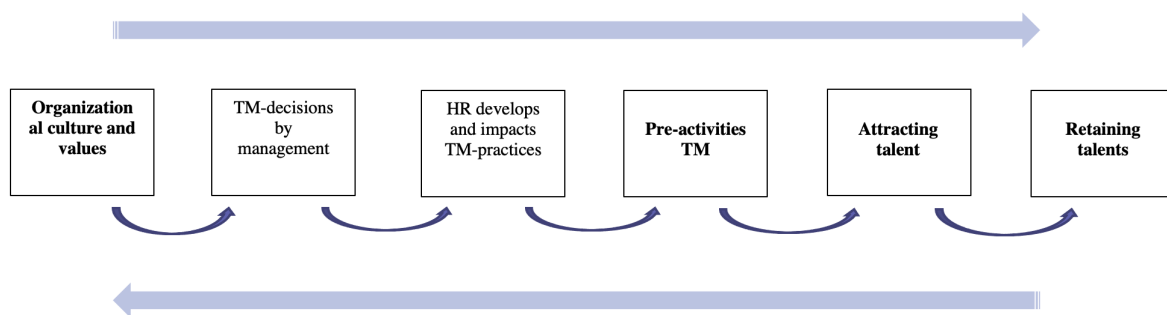 Organization
al culture and
values
TM-decisions
by
management
HR develops
and impacts
TM-practices
Pre-activities
TM
Attracting
talent
Retaining
talents